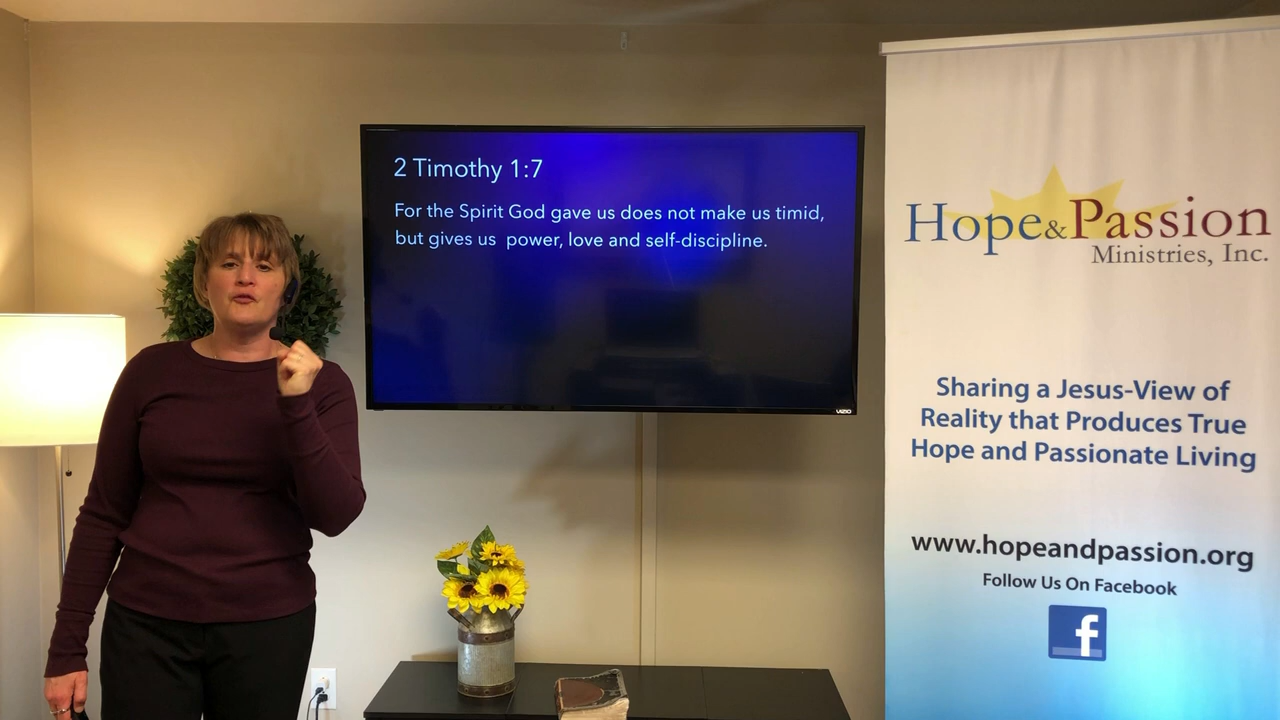 2 Timothy 1:7
For the Spirit God gave us does not make us timid,
but gives us power, love and self-discipline.
VIZIO
Hope&Passion
Ministries, Inc.
Sharing a Jesus-View of
Reality that Produces True
Hope and Passionate Living
www.hopeandpassion.org
Follow Us On Facebook
f